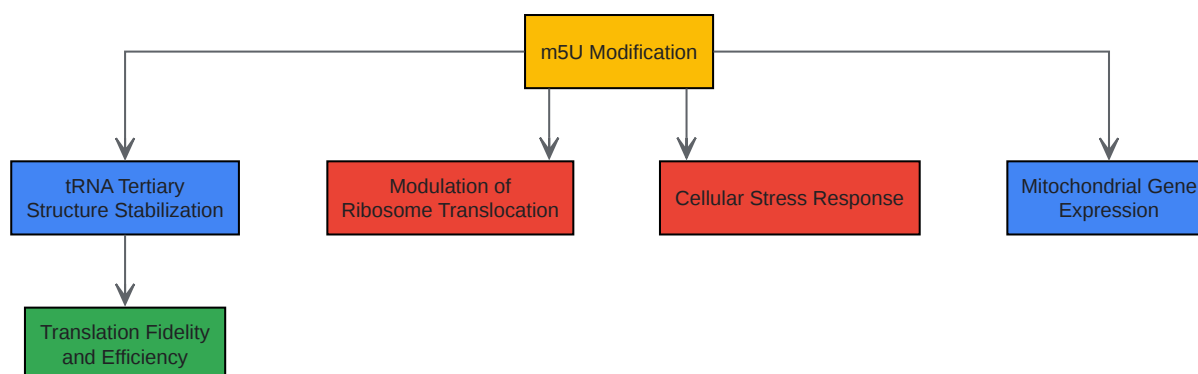 m5U Modification
tRNA Tertiary
Structure Stabilization
Modulation of
Ribosome Translocation
Cellular Stress Response
Mitochondrial Gene
Expression
Translation Fidelity
and Efficiency